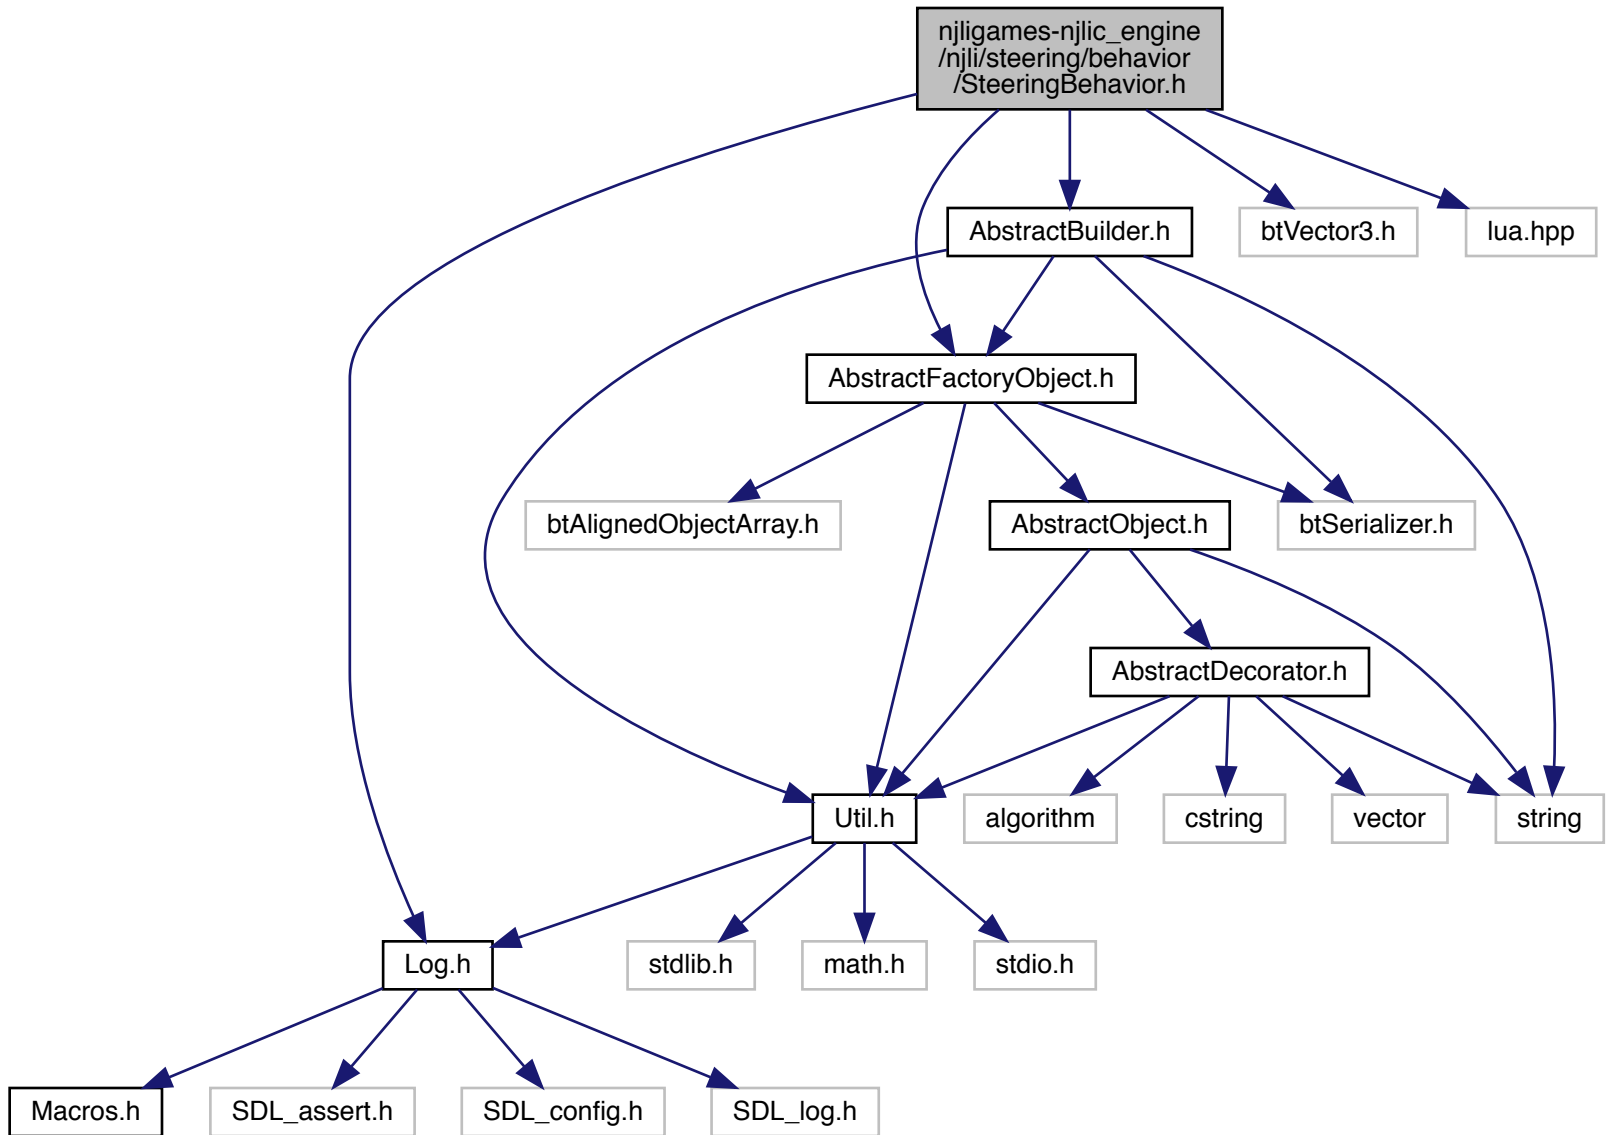 njligames-njlic_engine
/njli/steering/behavior
/SteeringBehavior.h
AbstractBuilder.h
btVector3.h
lua.hpp
AbstractFactoryObject.h
btAlignedObjectArray.h
AbstractObject.h
btSerializer.h
AbstractDecorator.h
Util.h
algorithm
cstring
vector
string
Log.h
stdlib.h
math.h
stdio.h
Macros.h
SDL_assert.h
SDL_config.h
SDL_log.h